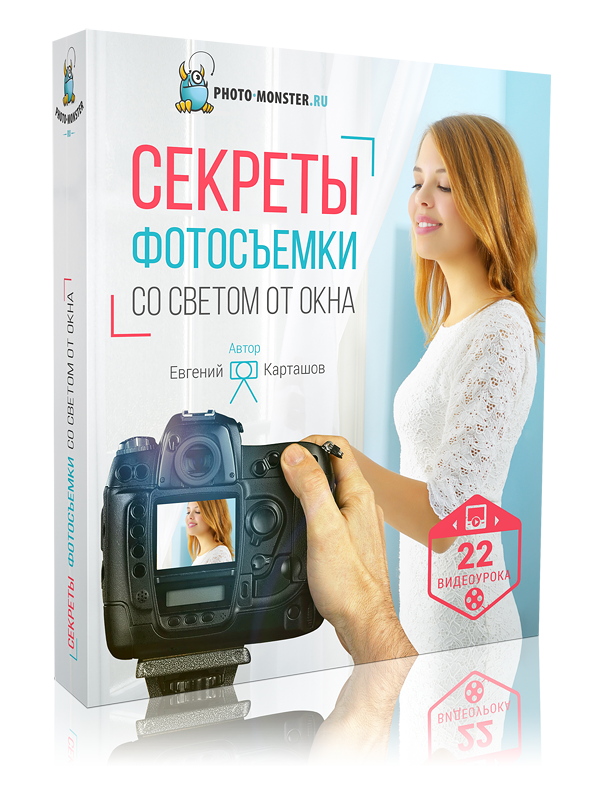 PHOTO·MONSTER.RU
СЕКРЕТЫ
ФОТОСЪЕМКИ
СО СВЕТОМ ОТ ОКНА
Автор
Евгений Карташов
22
ВИДЕОУРОКА
PHOTO·MONSTER
СЕКРЕТЫ ФОТОСЪЕМКИ СО СВЕТОМ ОТ ОКНА